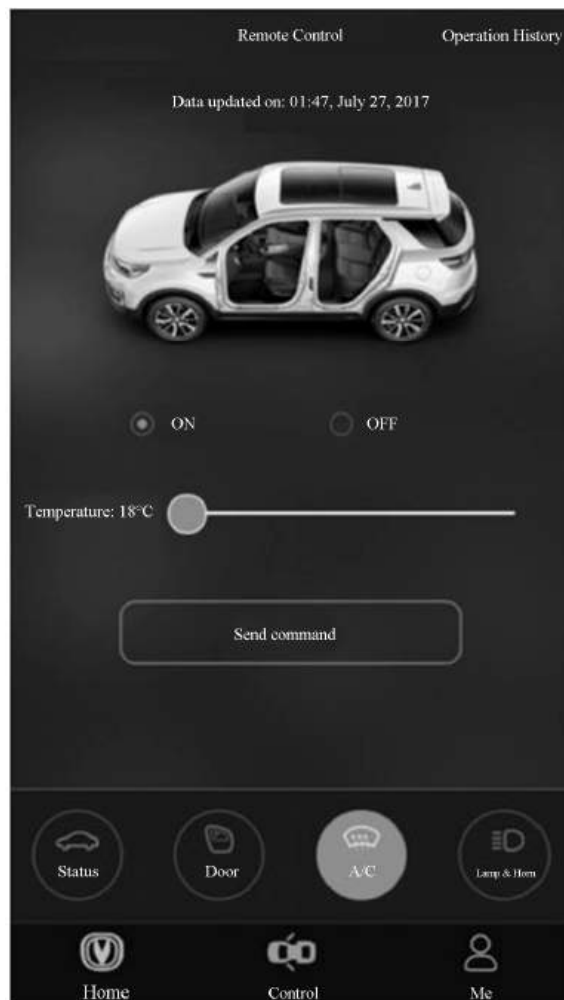 Remote Control Operation History
Data updated on: 01:47, July 27, 2017
ON OFF
Temperature: 18°C
Send command
Status Door A/C Lamp & Horn
Home Control Me